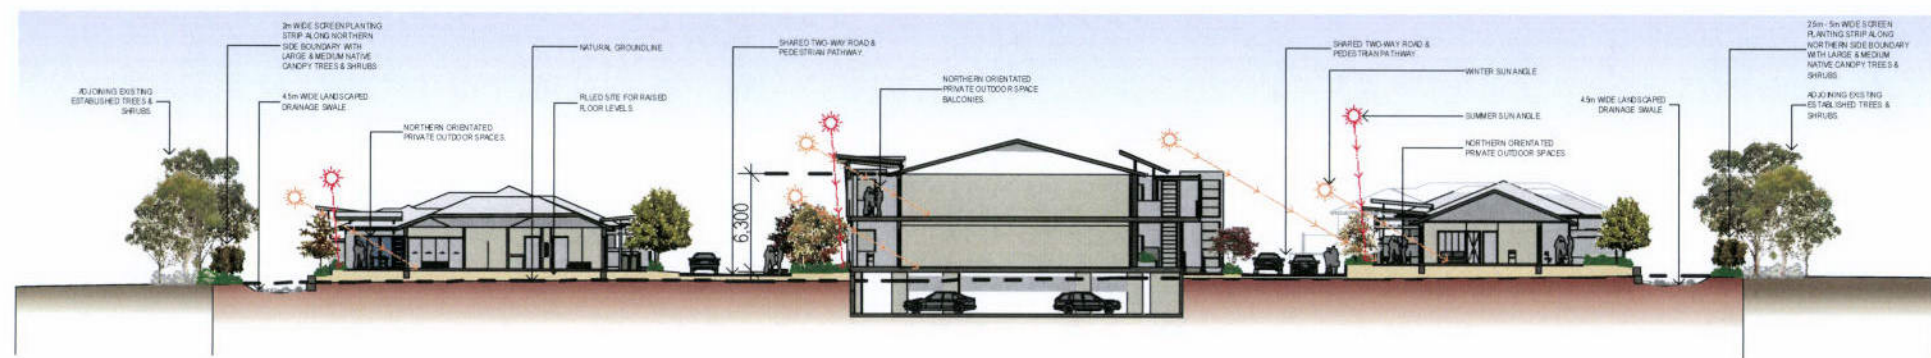 3m WIDE SCREEN PLANTING
STRIP ALONG NORTHERN
SIDE BOUNDARY WITH
LARGE & MEDIUM NATIVE
CANOPY TREES & SHRUBS
ADJOINING EXISTING
ESTABLISHED TREES &
SHRUBS
4.5m WIDE LANDSCAPED
DRAINAGE SWALE
NORTHERN ORIENTATED
PRIVATE OUTDOOR SPACES.
NATURAL GROUNDLINE
FILLED SITE FOR RAISED
FLOOR LEVELS.
SHARED TWO-WAY ROAD &
PEDESTRIAN PATHWAY.
6,300
NORTHERN ORIENTATED
PRIVATE OUTDOOR SPACE
BALCONIES.
SHARED TWO-WAY ROAD &
PEDESTRIAN PATHWAY.
WINTER SUN ANGLE
SUMMER SUN ANGLE
NORTHERN ORIENTATED
PRIVATE OUTDOOR SPACES
4.5m WIDE LANDSCAPED
DRAINAGE SWALE
2.5m - 5m WIDE SCREEN
PLANTING STRIP ALONG
NORTHERN SIDE BOUNDARY
WITH LARGE & MEDIUM
NATIVE CANOPY TREES &
SHRUBS
ADJOINING EXISTING
ESTABLISHED TREES &
SHRUBS